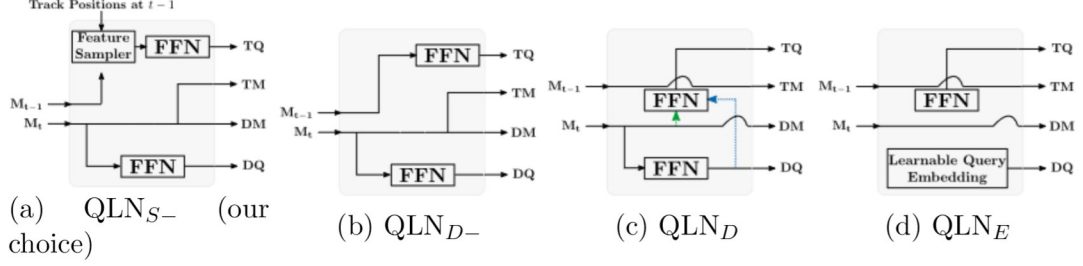 Track Positions at t − 1
Feature
Sampler
FFN
TQ
TM
M_{t−1}
M_t
DM
FFN
DQ
(a) QLN_{S−} (our
choice)
FFN
TQ
TM
M_{t−1}
M_t
DM
FFN
DQ
(b) QLN_{D−}
TQ
M_{t−1}
TM
FFN
M_t
DM
FFN
DQ
(c) QLN_D
TQ
M_{t−1}
TM
FFN
M_t
DM
Learnable Query
Embedding
DQ
(d) QLN_E